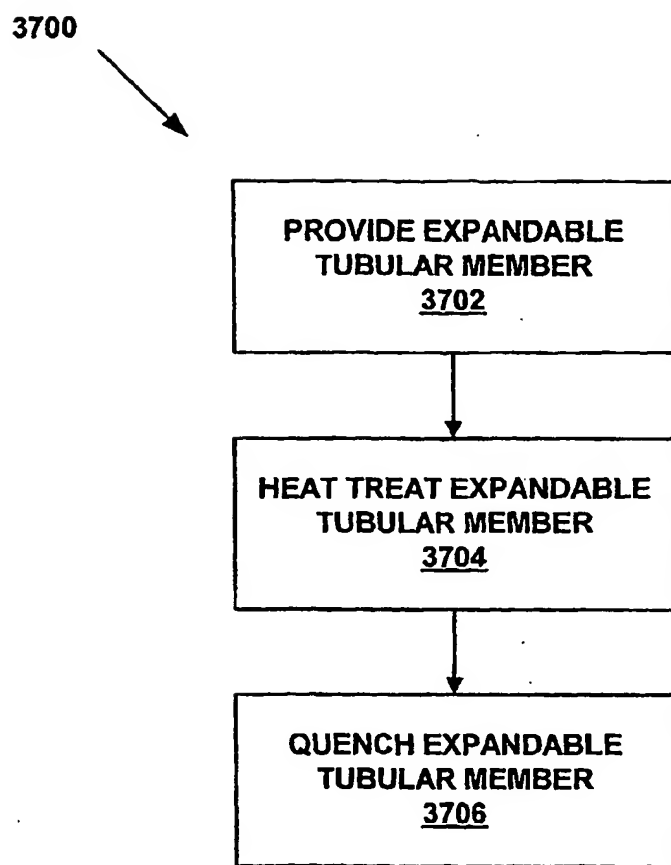 3700
PROVIDE EXPANDABLE
TUBULAR MEMBER
3702
HEAT TREAT EXPANDABLE
TUBULAR MEMBER
3704
QUENCH EXPANDABLE
TUBULAR MEMBER
3706